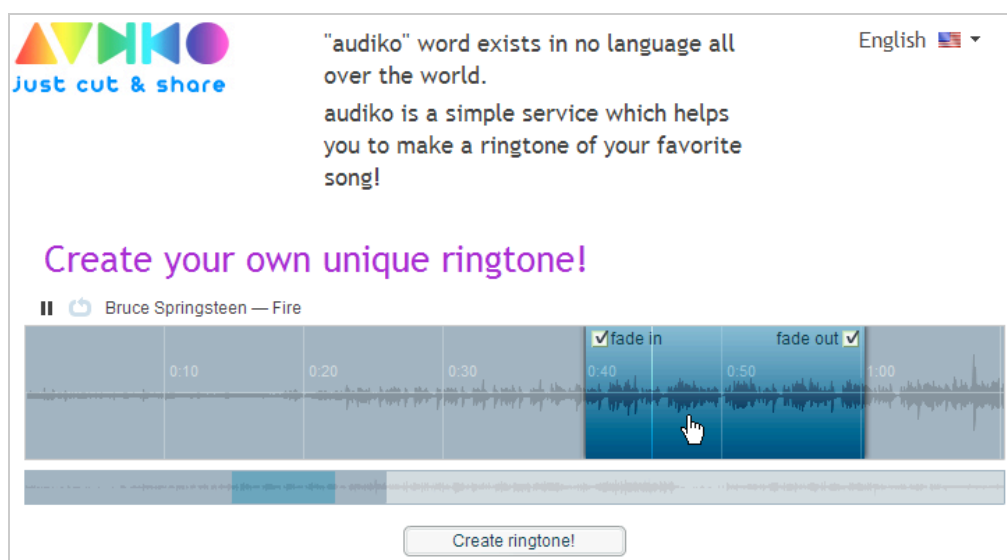 AUDIKO
just cut & share
"audiko" word exists in no language all
over the world.
audiko is a simple service which helps
you to make a ringtone of your favorite
song!
English
Create your own unique ringtone!
Bruce Springsteen — Fire
fade in
fade out
0:10
0:20
0:30
0:40
0:50
1:00
Create ringtone!